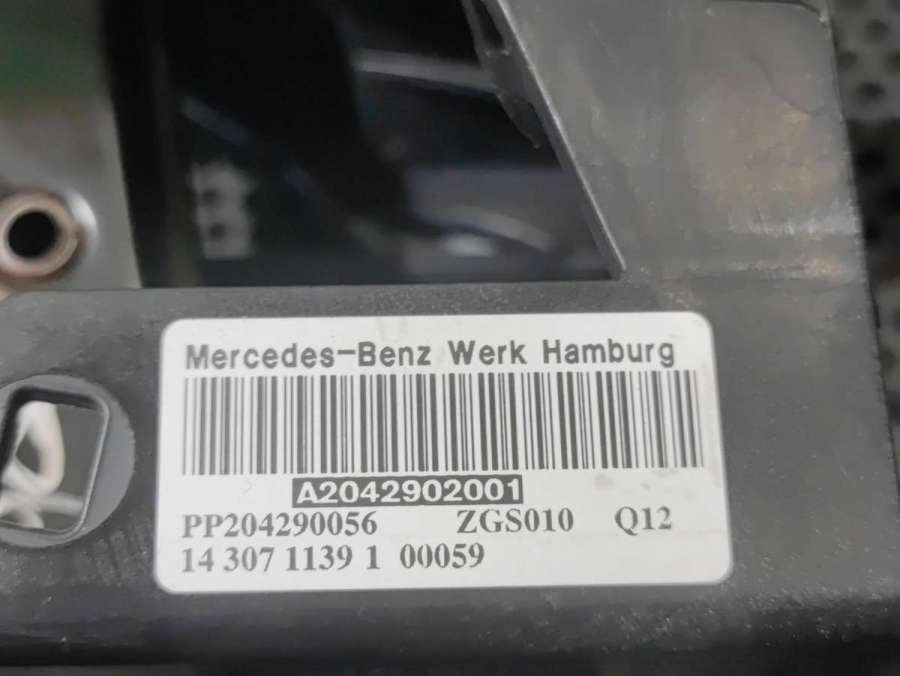 Mercedes-Benz Werk Hamburg
A2042902001
PP204290056 ZGS010 Q12
14 307 1139 1 00059